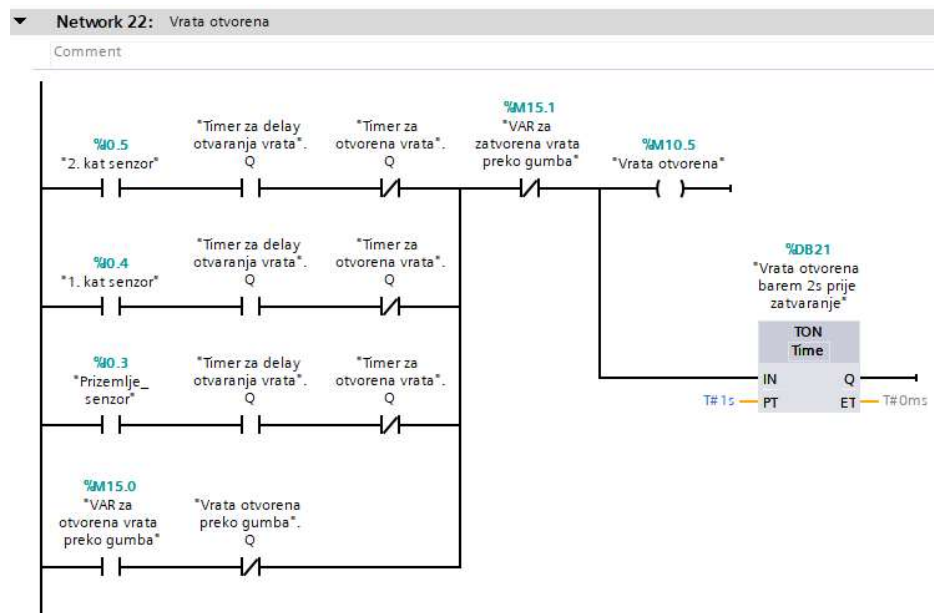 Network 22: Vrata otvorena
Comment
%I0.5
"2. kat senzor"
"Timer za delay
otvaranja vrata".
Q
"Timer za
otvorena vrata".
Q
%M15.1
"VAR za
zatvorena vrata
preko gumba"
%M10.5
"Vrata otvorena"
%I0.4
"1. kat senzor"
"Timer za delay
otvaranja vrata".
Q
"Timer za
otvorena vrata".
Q
%DB21
"Vrata otvorena
barem 2s prije
zatvaranje"
TON
Time
IN
Q
T#1s
PT
ET
T#0ms
%I0.3
"Prizemlje_
senzor"
"Timer za delay
otvaranja vrata".
Q
"Timer za
otvorena vrata".
Q
%M15.0
"VAR za
otvorena vrata
preko gumba"
"Vrata otvorena
preko gumba".
Q